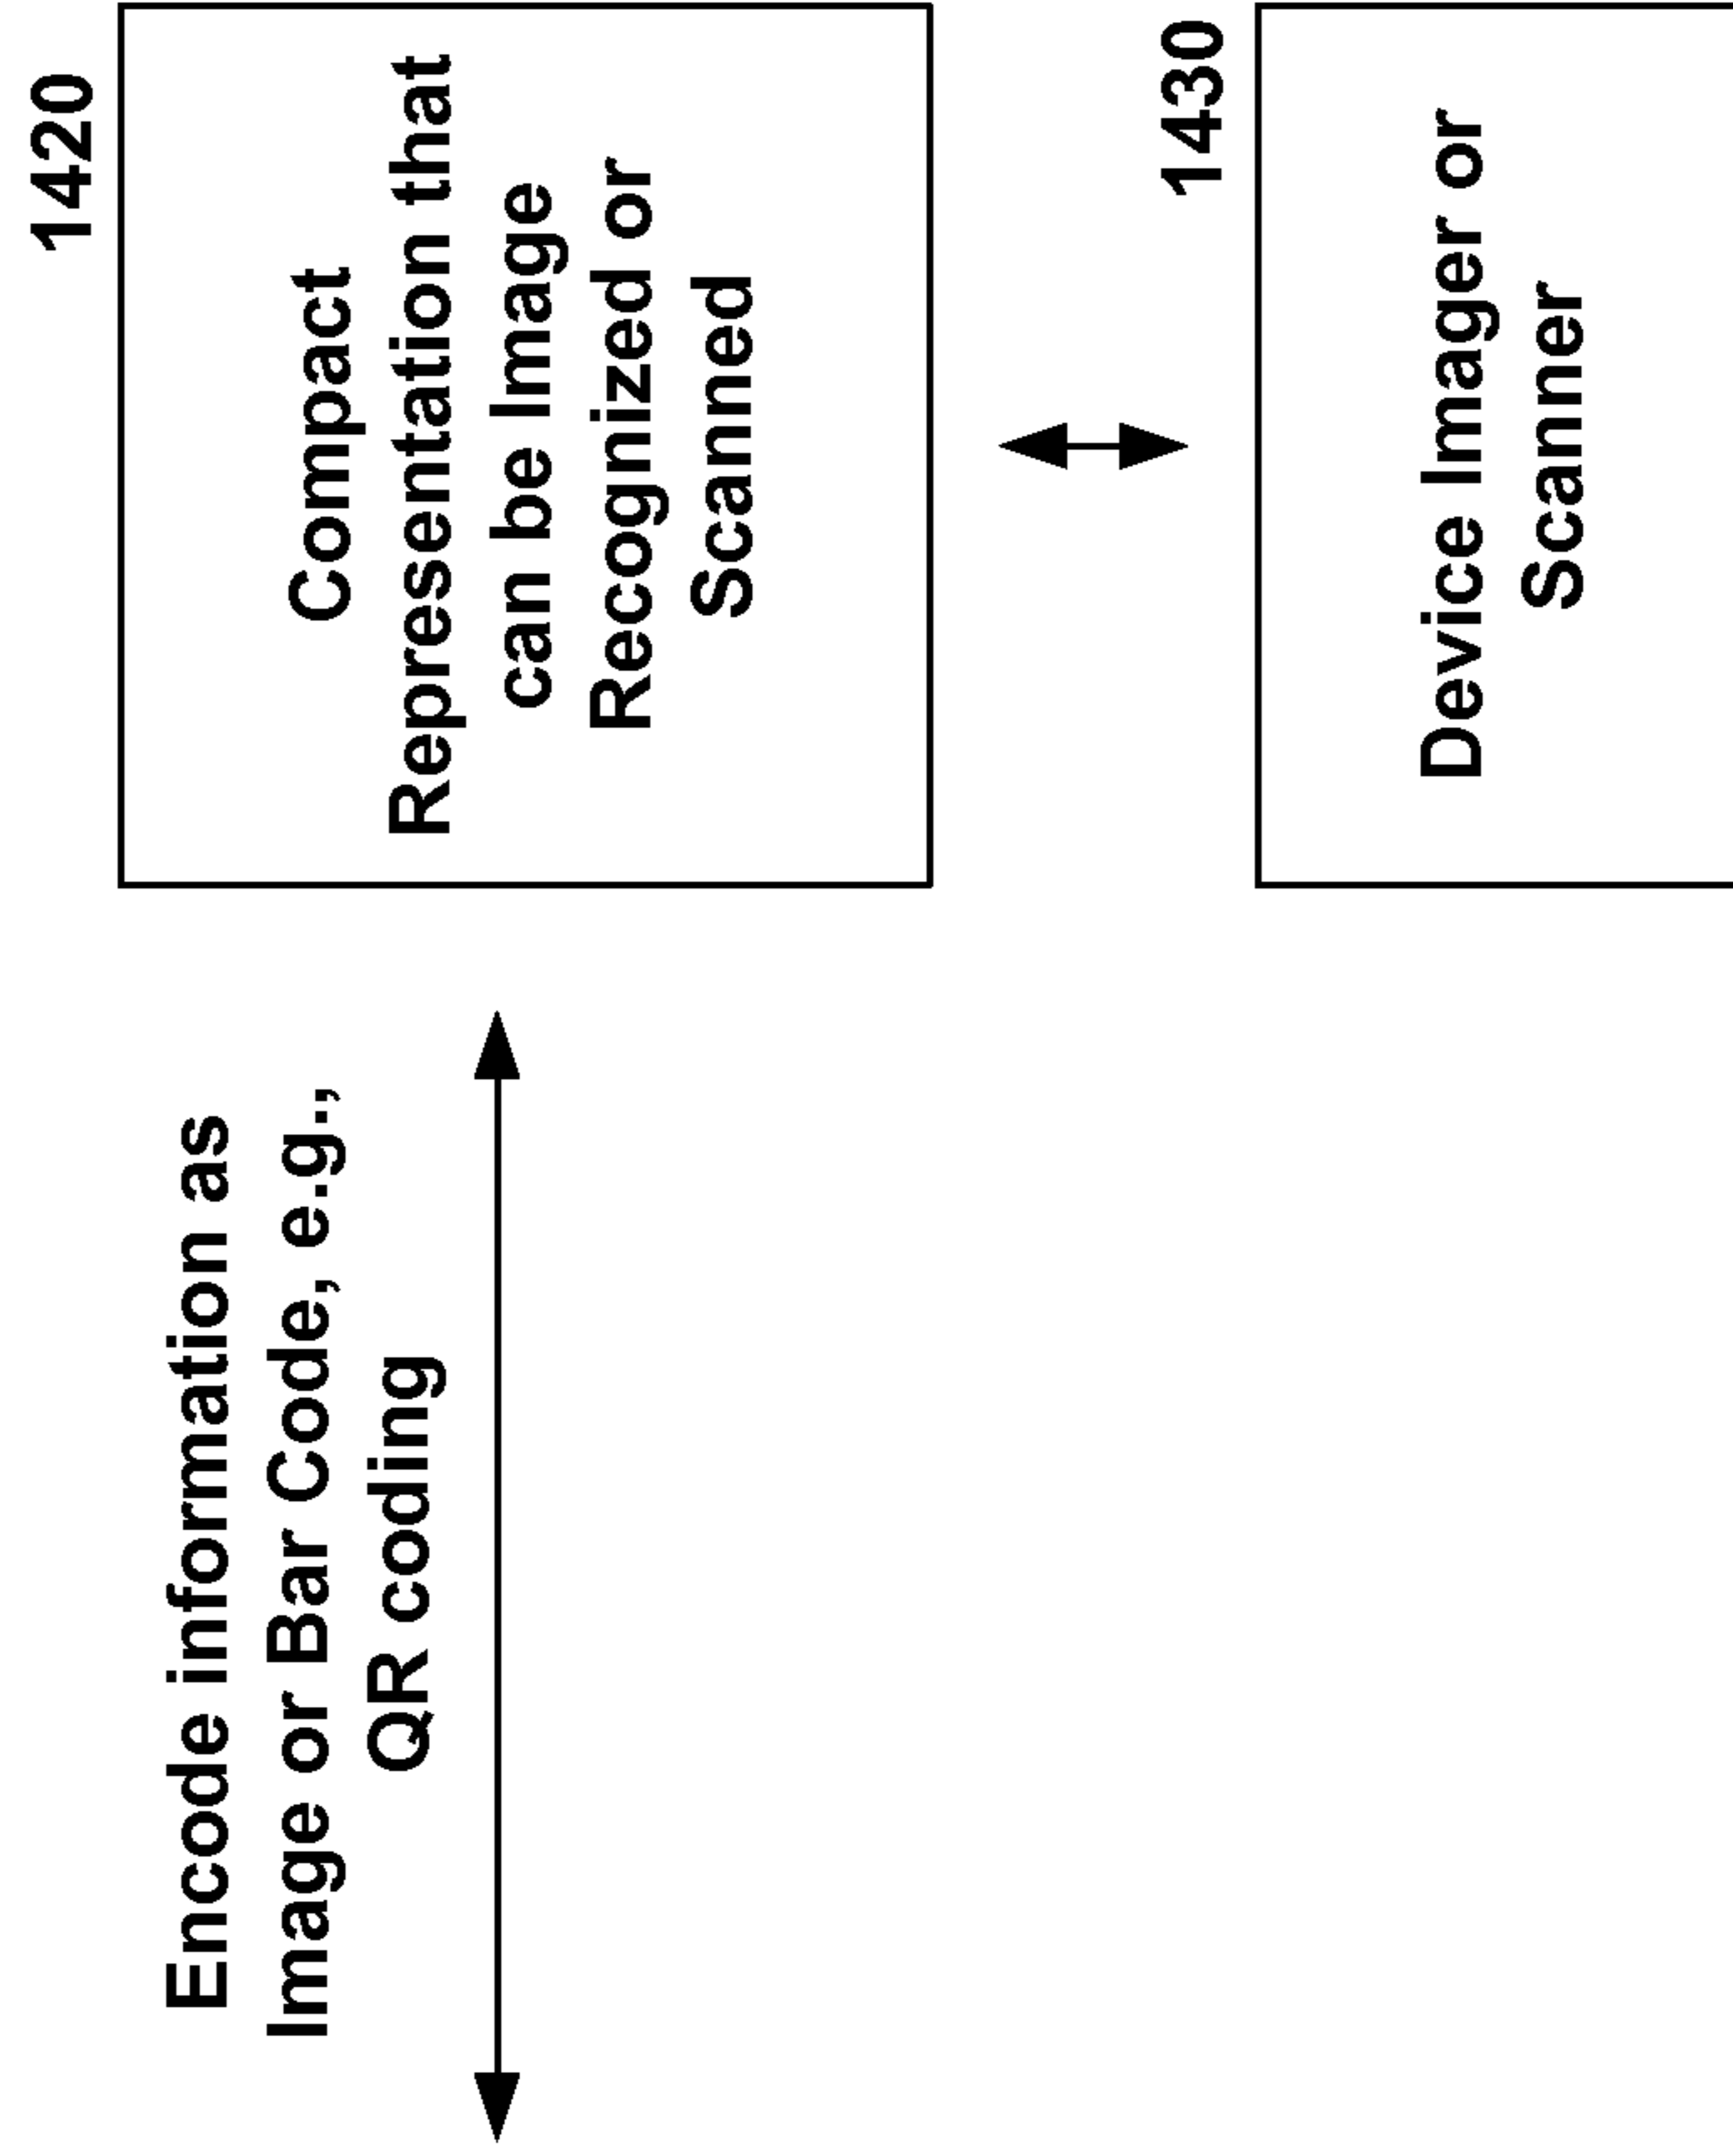 Encode information as
Image or Bar Code, e.g.,
QR coding
1420
Compact
Representation that
can be Image
Recognized or
Scanned
1430
Device Imager or
Scanner